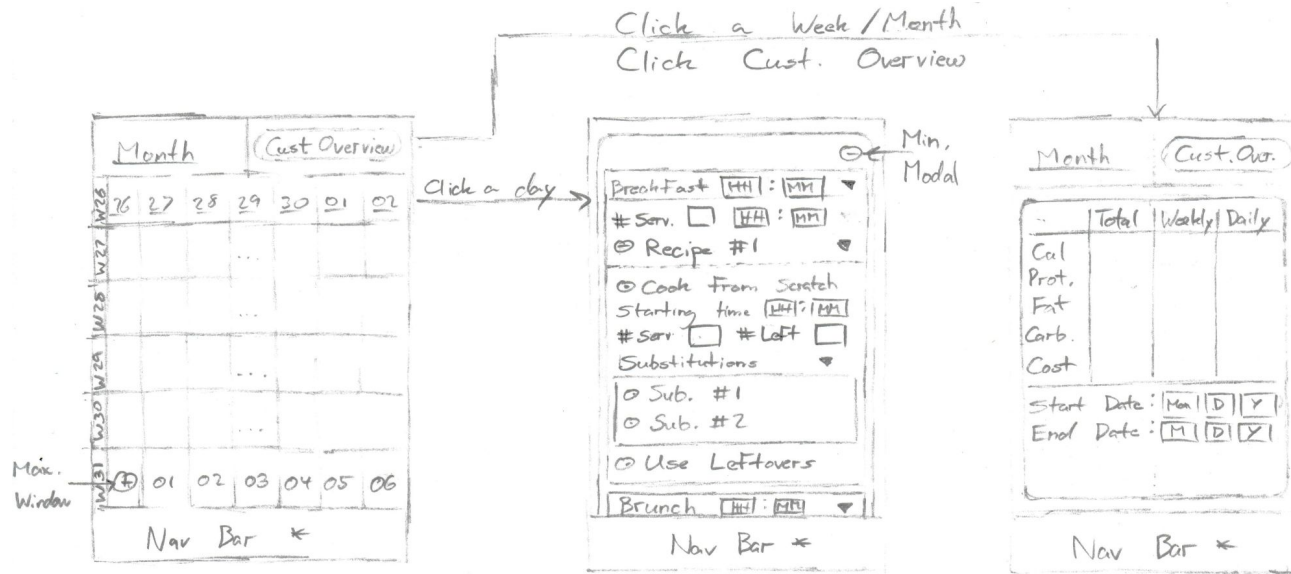 Click a Week/Month
Click Cust. Overview
Month
Cust Overview
W26
26 27 28 29 30 01 02
W27
...
W28
...
W29
...
W30
...
W31
01 02 03 04 05 06
Max.
Window
Nav Bar *
Click a day
Min.
Modal
Breakfast HH : MM
# Serv. HH : MM
Recipe #1
Cook From Scratch
Starting time HH : MM
# Serv # Left
Substitutions
Sub. #1
Sub. #2
Use Leftovers
Brunch HH : MM
Nav Bar *
Month
Cust. Ovr.
Total Weekly Daily
Cal
Prot.
Fat
Carb.
Cost
Start Date: Mon D Y
End Date: M D Y
Nav Bar *